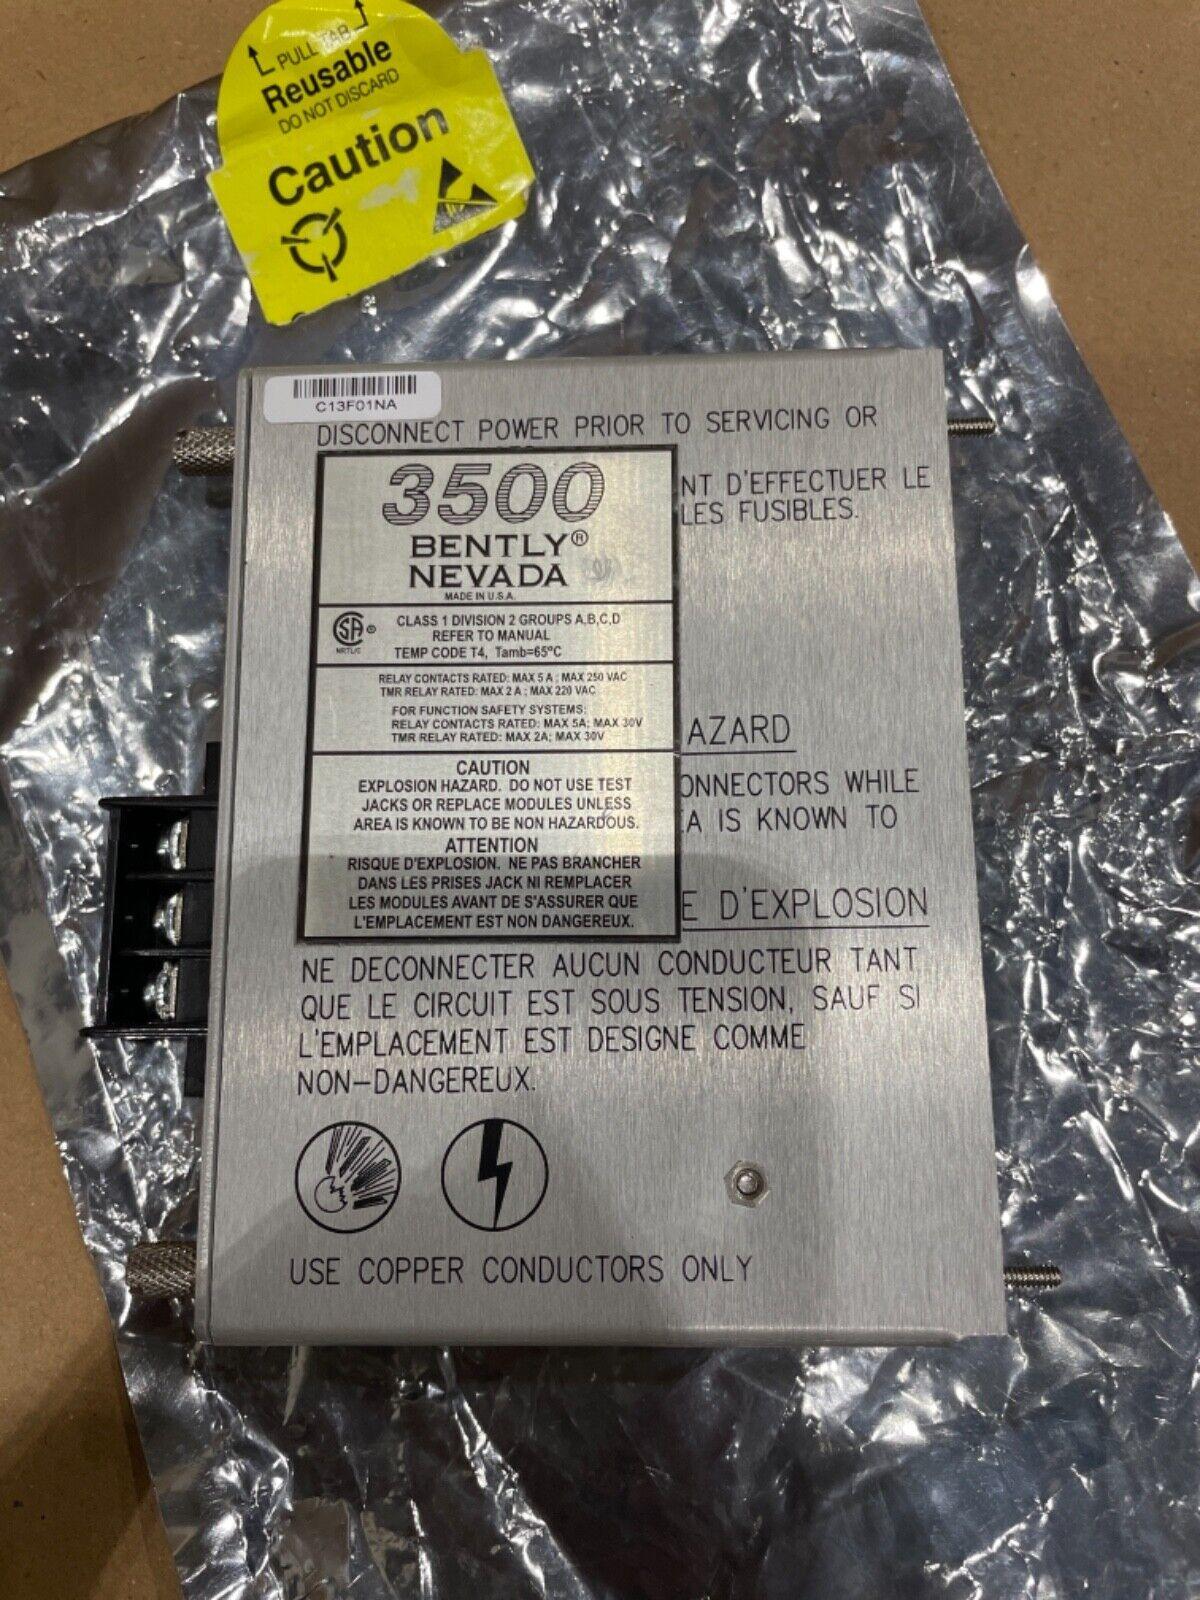 PULL TAB
Reusable
DO NOT DISCARD
Caution
C13F01NA
DISCONNECT POWER PRIOR TO SERVICING OR
NT D'EFFECTUER LE
LES FUSIBLES.
3500
BENTLY®
NEVADA
MADE IN U.S.A.
SA ®
NRTL/C
CLASS 1 DIVISION 2 GROUPS A,B,C,D
REFER TO MANUAL
TEMP CODE T4, Tamb=65°C
RELAY CONTACTS RATED: MAX 5 A ; MAX 250 VAC
TMR RELAY RATED: MAX 2 A ; MAX 220 VAC
FOR FUNCTION SAFETY SYSTEMS:
RELAY CONTACTS RATED: MAX 5A; MAX 30V
TMR RELAY RATED: MAX 2A; MAX 30V
CAUTION
EXPLOSION HAZARD. DO NOT USE TEST
JACKS OR REPLACE MODULES UNLESS
AREA IS KNOWN TO BE NON HAZARDOUS.
ATTENTION
RISQUE D'EXPLOSION. NE PAS BRANCHER
DANS LES PRISES JACK NI REMPLACER
LES MODULES AVANT DE S'ASSURER QUE
L'EMPLACEMENT EST NON DANGEREUX.
AZARD
ONNECTORS WHILE
EA IS KNOWN TO
E D'EXPLOSION
NE DECONNECTER AUCUN CONDUCTEUR TANT
QUE LE CIRCUIT EST SOUS TENSION, SAUF SI
L'EMPLACEMENT EST DESIGNE COMME
NON-DANGEREUX.
USE COPPER CONDUCTORS ONLY